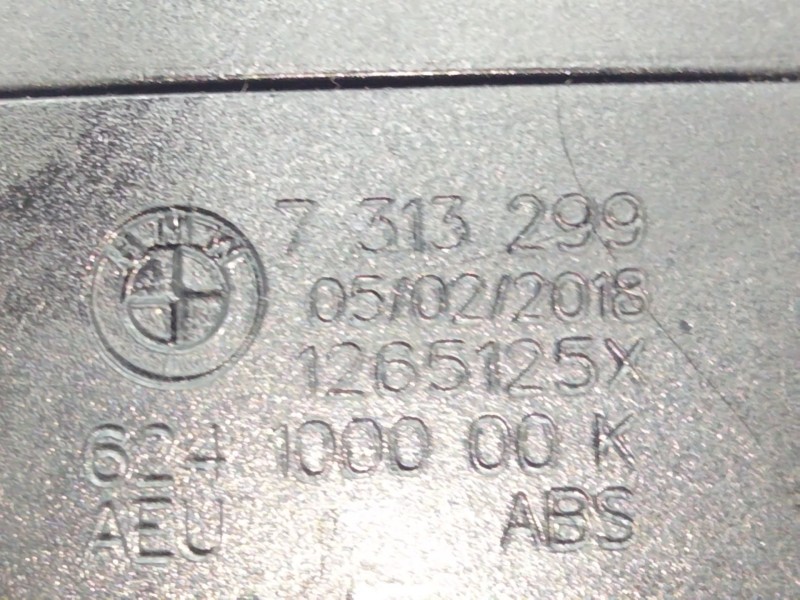 BMW
7 313 299
05/02/2018
1265125X
624 1000 00 K
AEU ABS